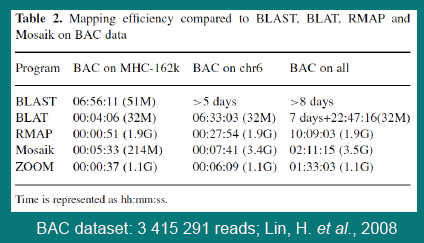 Table 2. Mapping efficiency compared to BLAST, BLAT, RMAP and
Mosaik on BAC data
Program BAC on MHC-162k BAC on chr6 BAC on all
BLAST 06:56:11 (51M) >5 days >8 days
BLAT 00:04:06 (32M) 06:33:03 (32M) 7 days+22:47:16(32M)
RMAP 00:00:51 (1.9G) 00:27:54 (1.9G) 10:09:03 (1.9G)
Mosaik 00:05:33 (214M) 00:07:41 (3.4G) 02:11:15 (3.5G)
ZOOM 00:00:37 (1.1G) 00:06:09 (1.1G) 01:33:03 (1.1G)
Time is represented as hh:mm:ss.
BAC dataset: 3 415 291 reads; Lin, H. et al., 2008